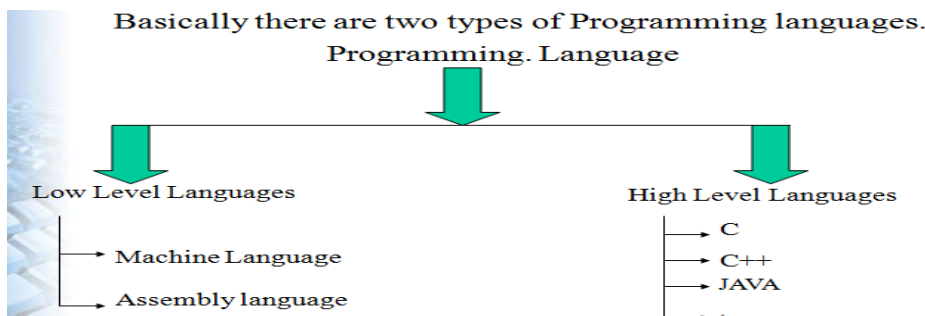 Basically there are two types of Programming languages.
Programming. Language
Low Level Languages
Machine Language
Assembly language
High Level Languages
C
C++
JAVA